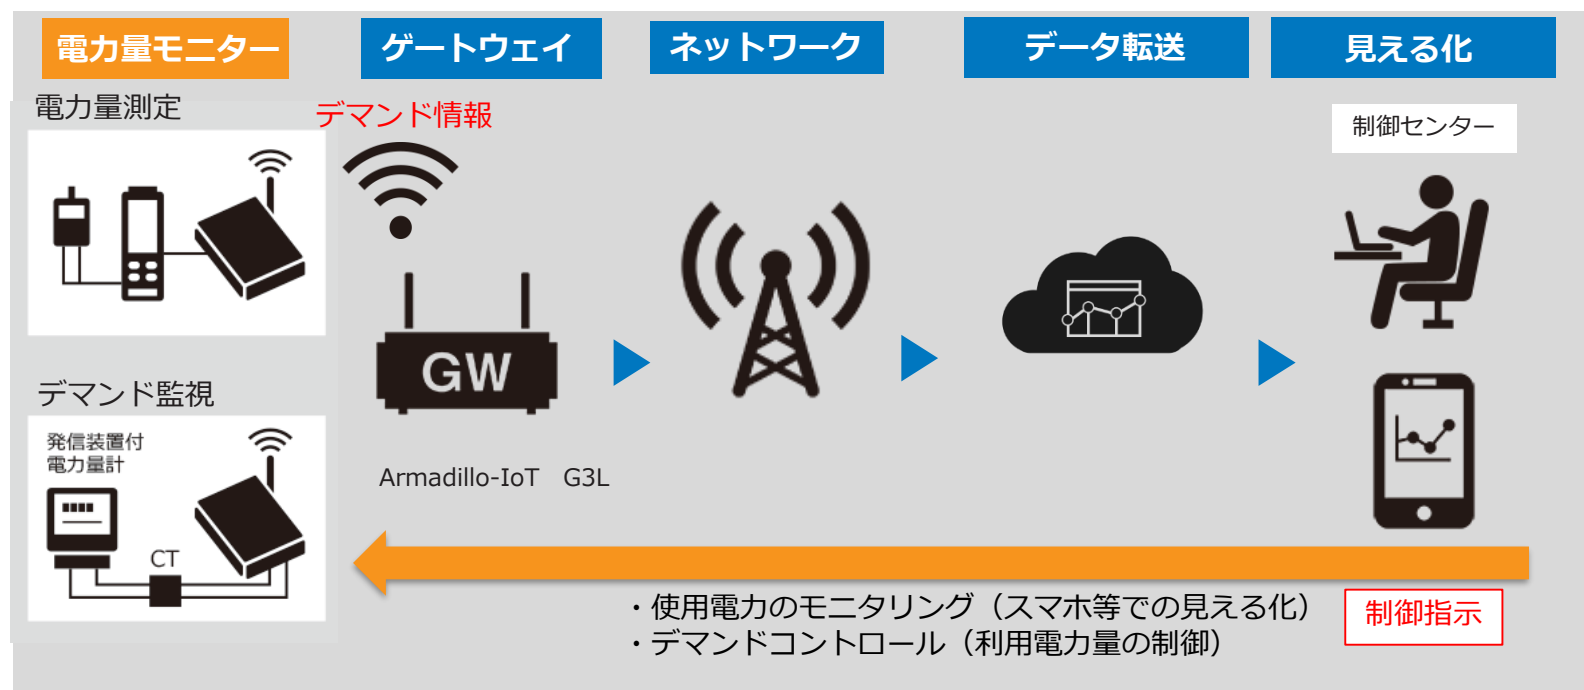 電力量モニター
ゲートウェイ
ネットワーク
データ転送
見える化
電力量測定
デマンド情報
制御センター
GW
デマンド監視
発信装置付
電力量計
CT
Armadillo-IoT　G3L
・使用電力のモニタリング（スマホ等での見える化）
・デマンドコントロール（利用電力量の制御）
制御指示